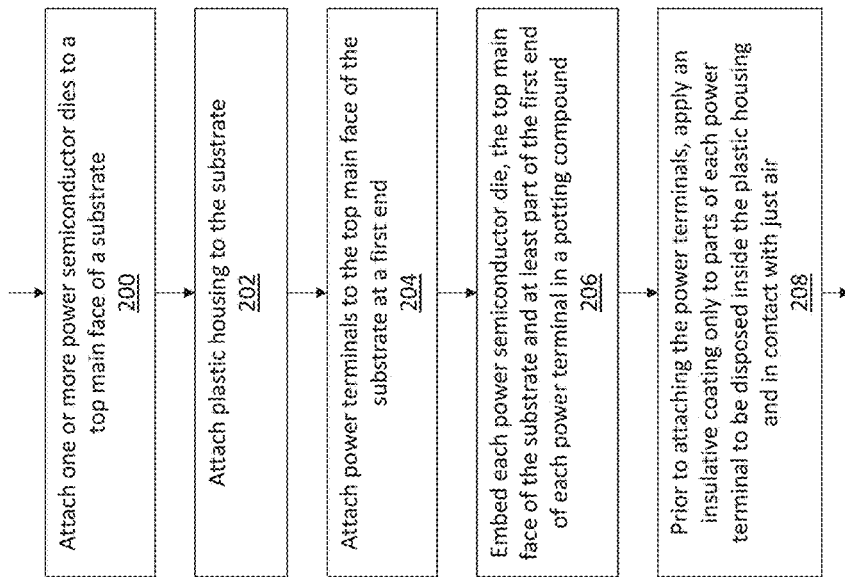 Attach one or more power semiconductor dies to a
top main face of a substrate
200
Attach plastic housing to the substrate
202
Attach power terminals to the top main face of the
substrate at a first end
204
Embed each power semiconductor die, the top main
face of the substrate and at least part of the first end
of each power terminal in a potting compound
206
Prior to attaching the power terminals, apply an
insulative coating only to parts of each power
terminal to be disposed inside the plastic housing
and in contact with just air
208